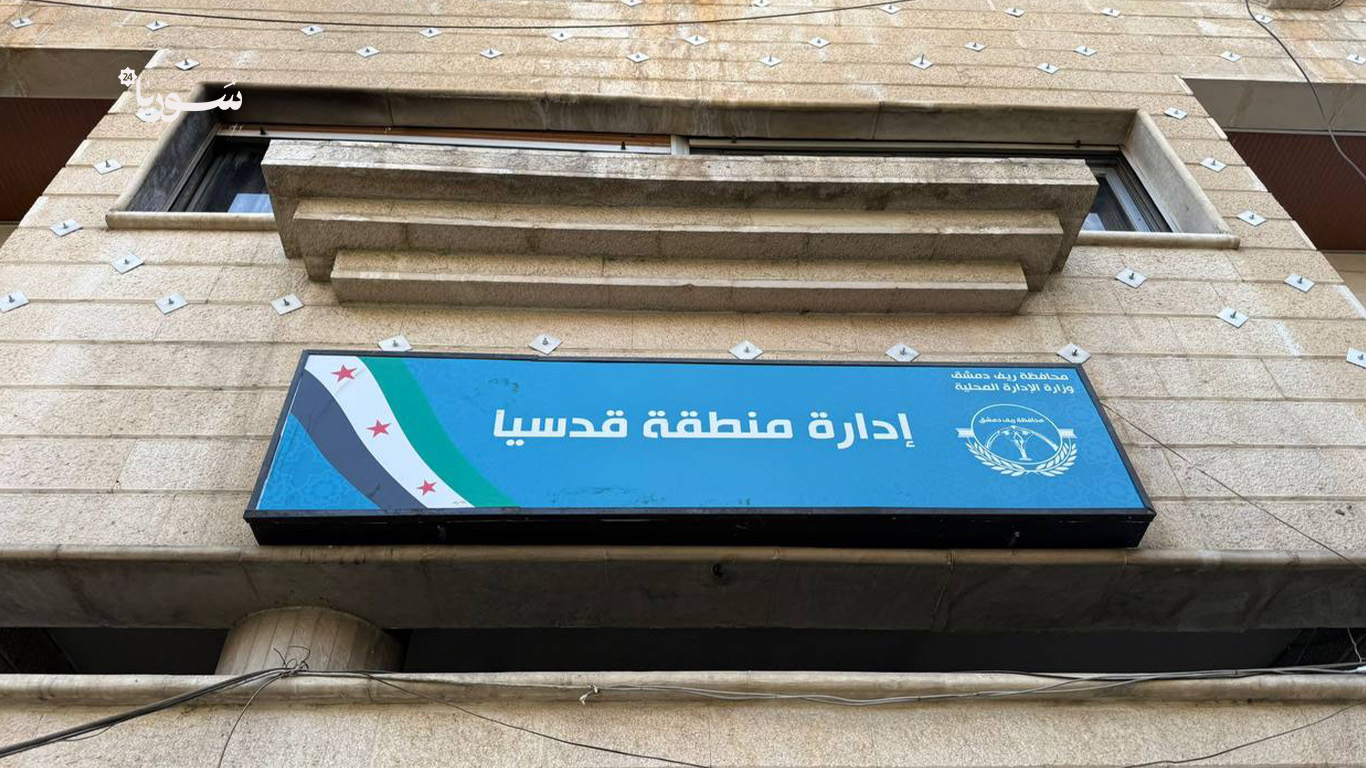 سوريا
24
محافظة ريف دمشق
وزارة الإدارة المحلية
محافظة ريف دمشق
إدارة منطقة قدسيا